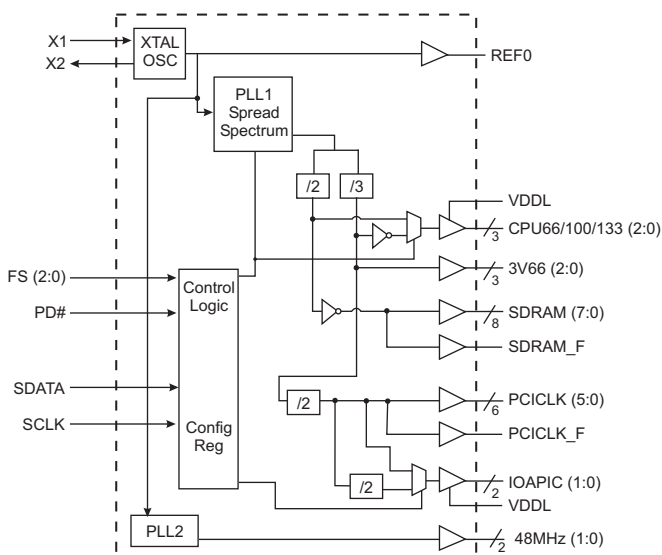 X1
XTAL
OSC
X2
REF0
PLL1
Spread
Spectrum
/2
/3
VDDL
CPU66/100/133 (2:0)
3
3V66 (2:0)
3
FS (2:0)
Control
Logic
PD#
SDRAM (7:0)
8
SDRAM_F
SDATA
/2
PCICLK (5:0)
6
SCLK
Config
Reg
PCICLK_F
/2
IOAPIC (1:0)
2
VDDL
PLL2
48MHz (1:0)
2